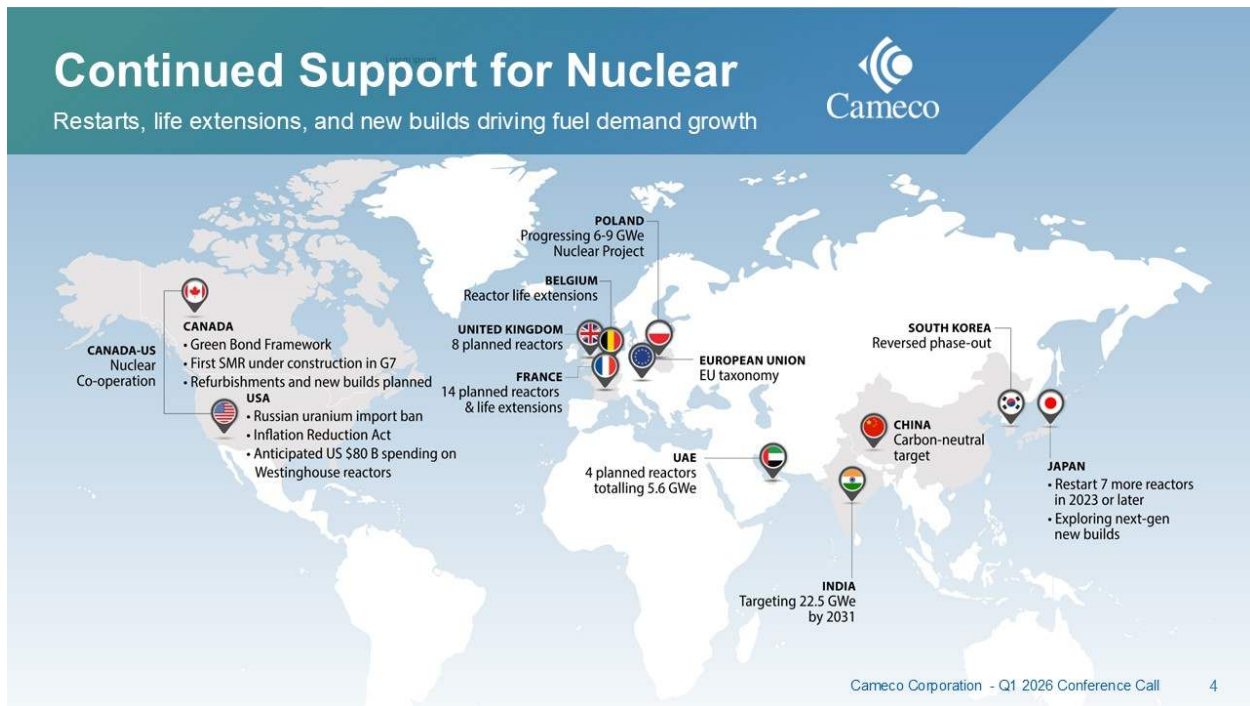 Continued Support for Nuclear
Restarts, life extensions, and new builds driving fuel demand growth
Cameco
POLAND
Progressing 6-9 GWe
Nuclear Project
BELGIUM
Reactor life extensions
UNITED KINGDOM
8 planned reactors
FRANCE
14 planned reactors
& life extensions
EUROPEAN UNION
EU taxonomy
CANADA-US
Nuclear
Co-operation
CANADA
• Green Bond Framework
• First SMR under construction in G7
• Refurbishments and new builds planned
USA
• Russian uranium import ban
• Inflation Reduction Act
• Anticipated US $80 B spending on
Westinghouse reactors
UAE
4 planned reactors
totalling 5.6 GWe
SOUTH KOREA
Reversed phase-out
CHINA
Carbon-neutral
target
JAPAN
• Restart 7 more reactors
in 2023 or later
• Exploring next-gen
new builds
INDIA
Targeting 22.5 GWe
by 2031
Cameco Corporation - Q1 2026 Conference Call
4